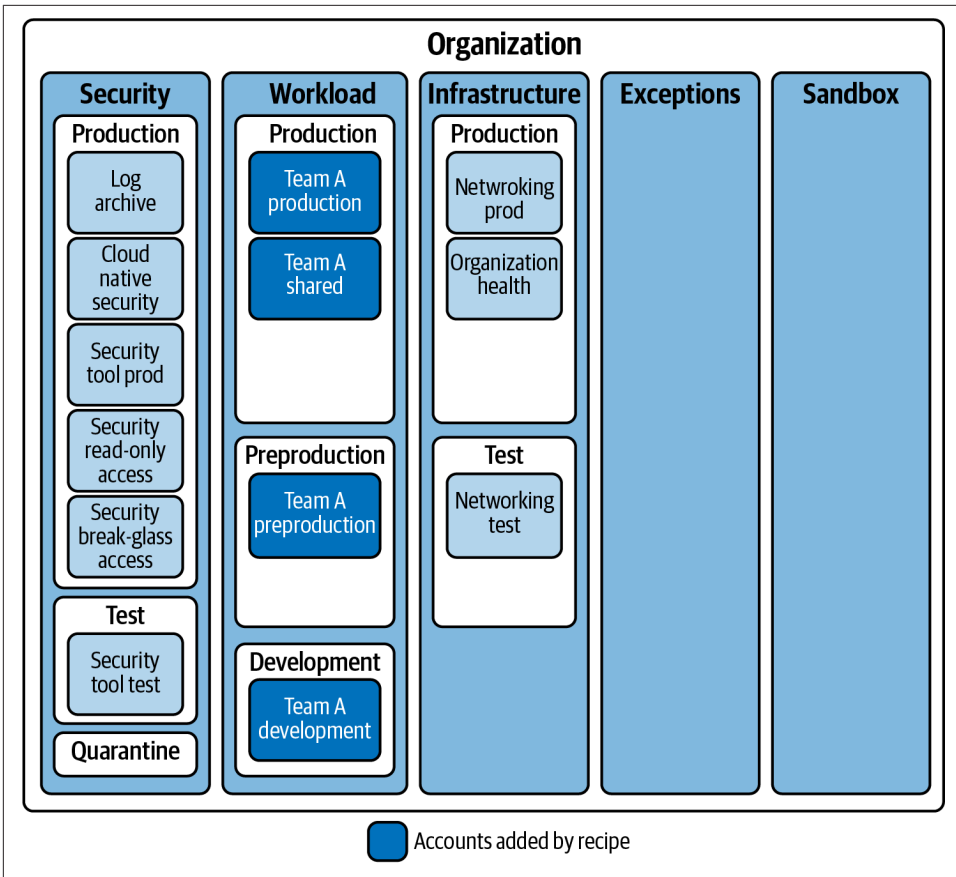 Organization
Security
Production
Log
archive
Cloud
native
security
Security
tool prod
Security
read-only
access
Security
break-glass
access
Test
Security
tool test
Quarantine
Workload
Production
Team A
production
Team A
shared
Preproduction
Team A
preproduction
Development
Team A
development
Infrastructure
Production
Netwroking
prod
Organization
health
Test
Networking
test
Exceptions
Sandbox
Accounts added by recipe